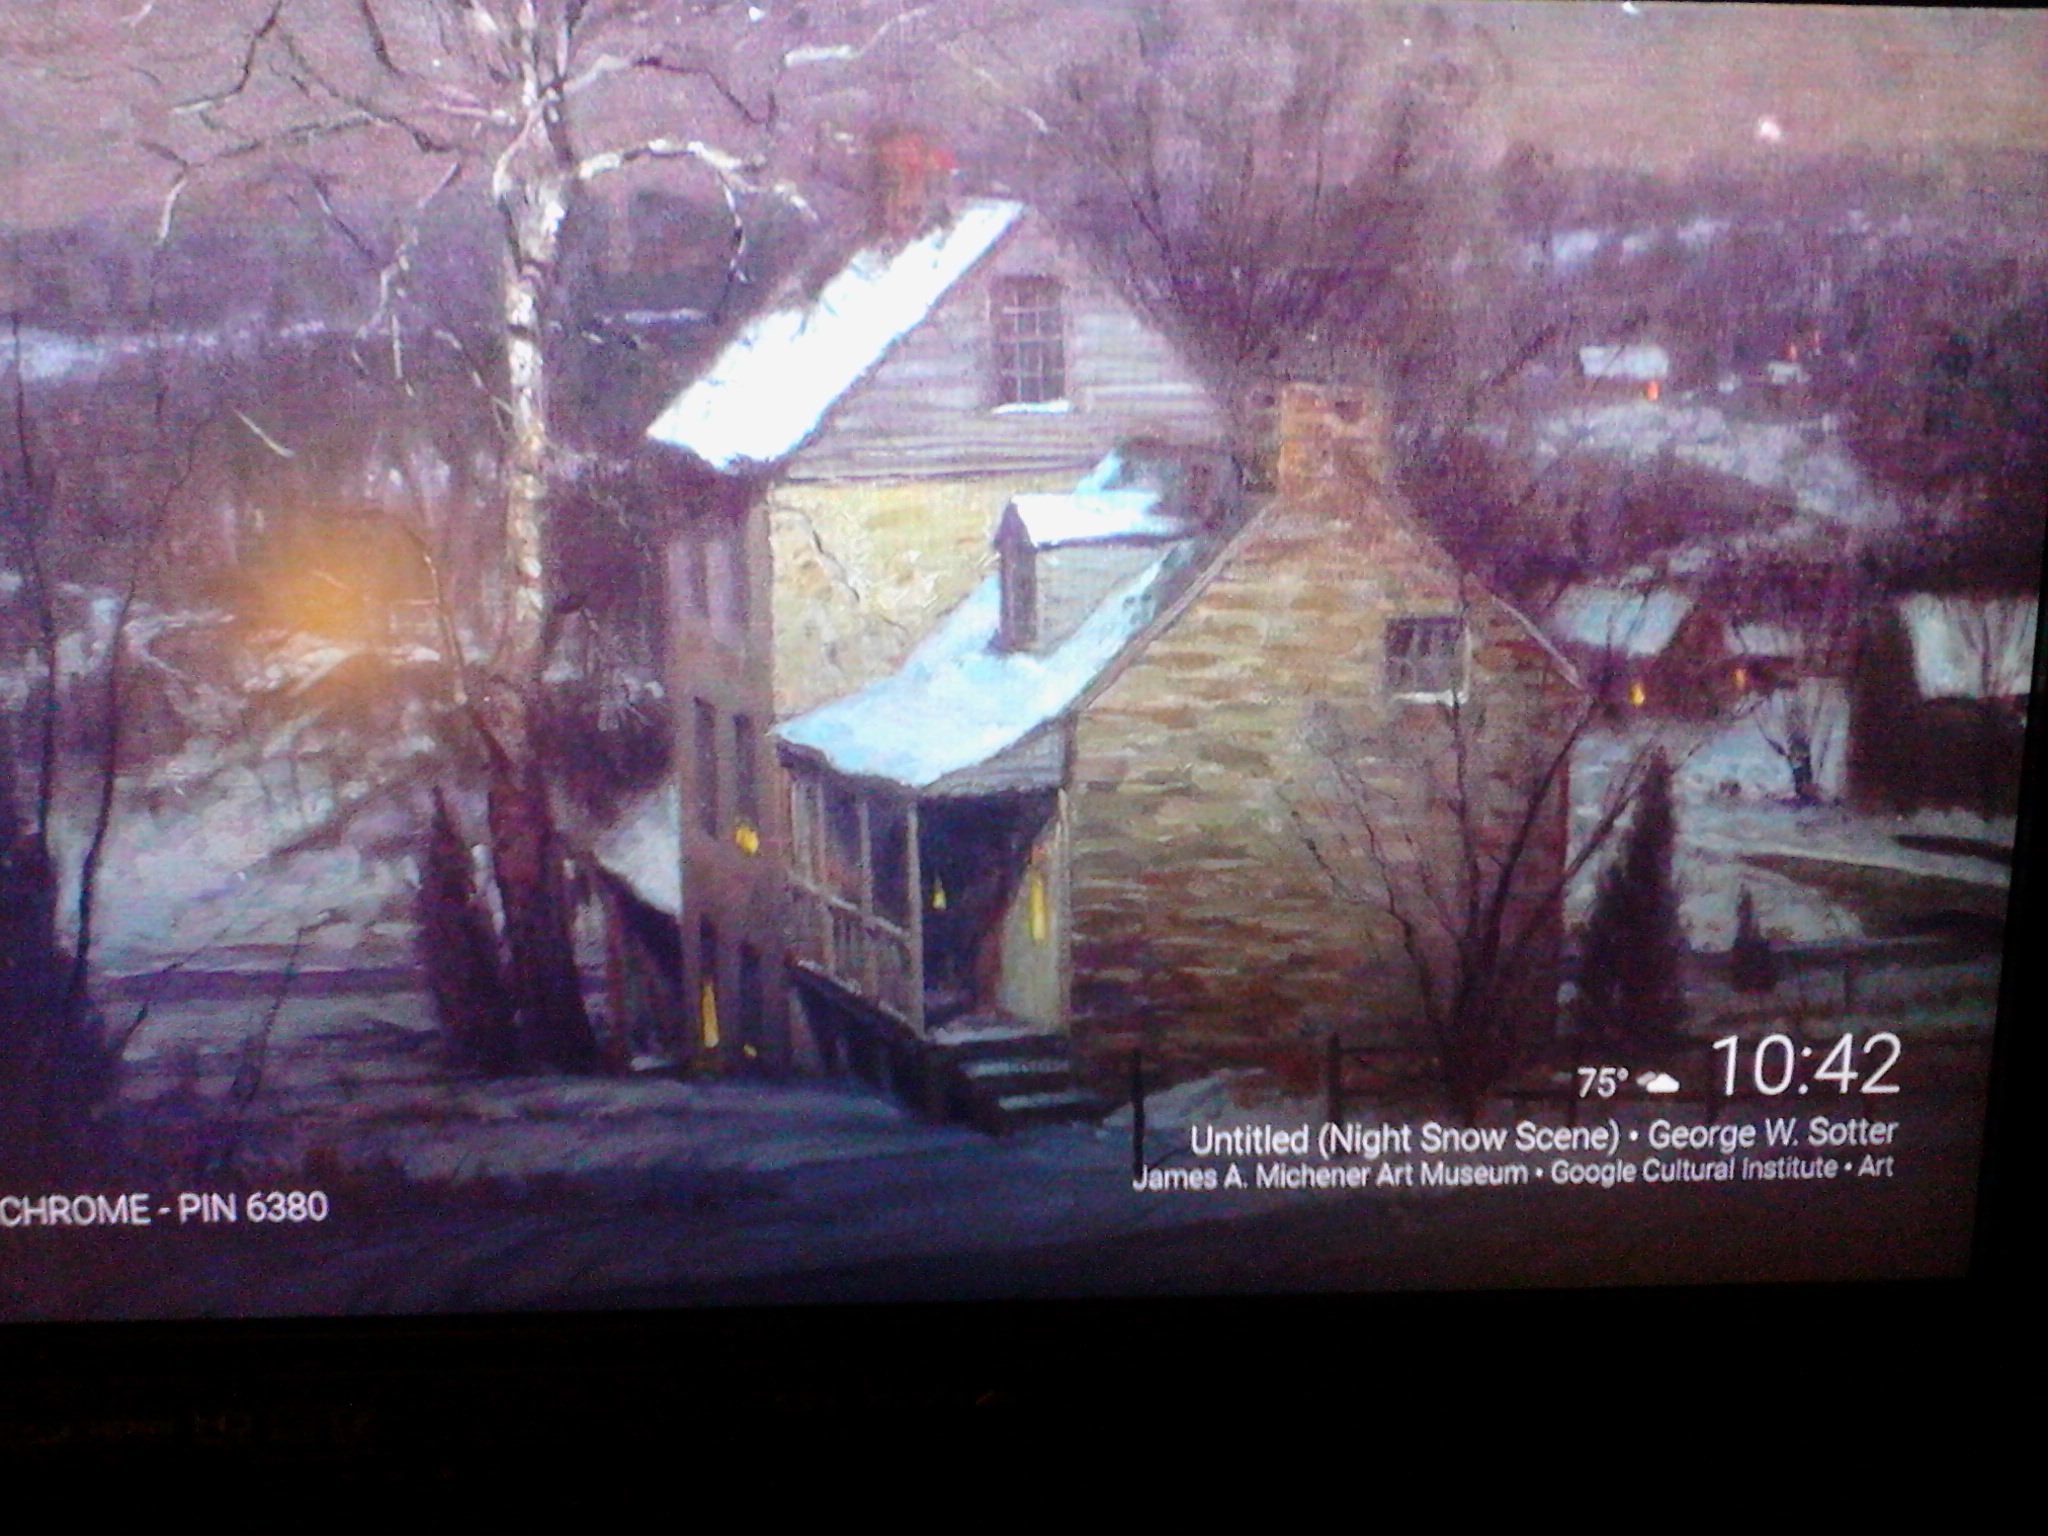 75° 10:42
Untitled (Night Snow Scene) • George W. Sotter
James A. Michener Art Museum • Google Cultural Institute • Art
CHROME - PIN 6380